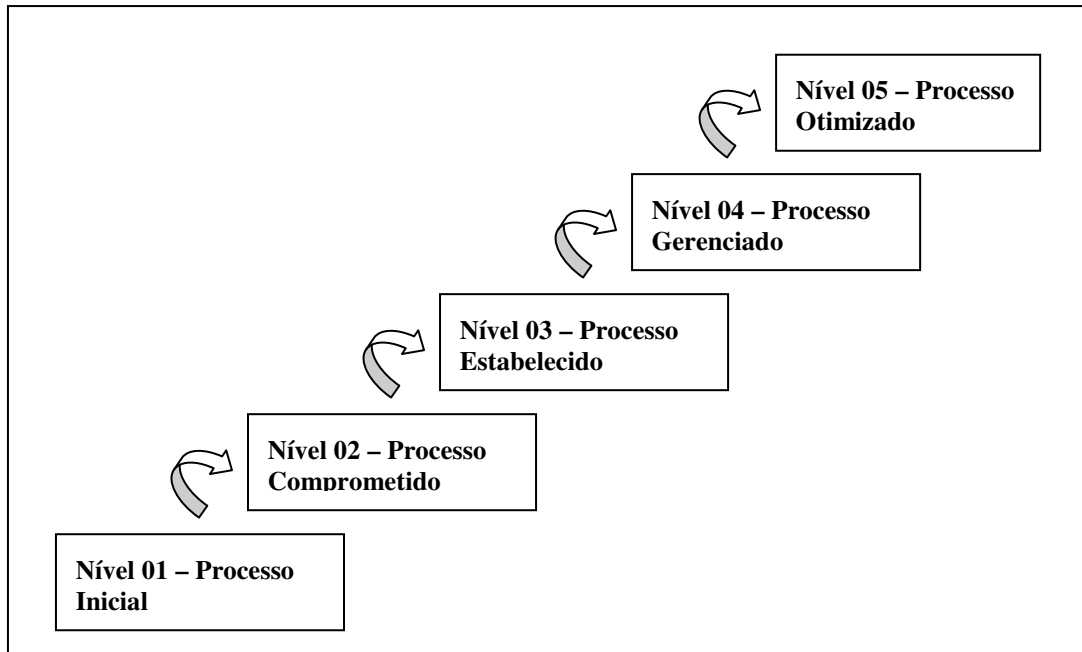 Nível 05 – Processo
Otimizado
Nível 04 – Processo
Gerenciado
Nível 03 – Processo
Estabelecido
Nível 02 – Processo
Comprometido
Nível 01 – Processo
Inicial